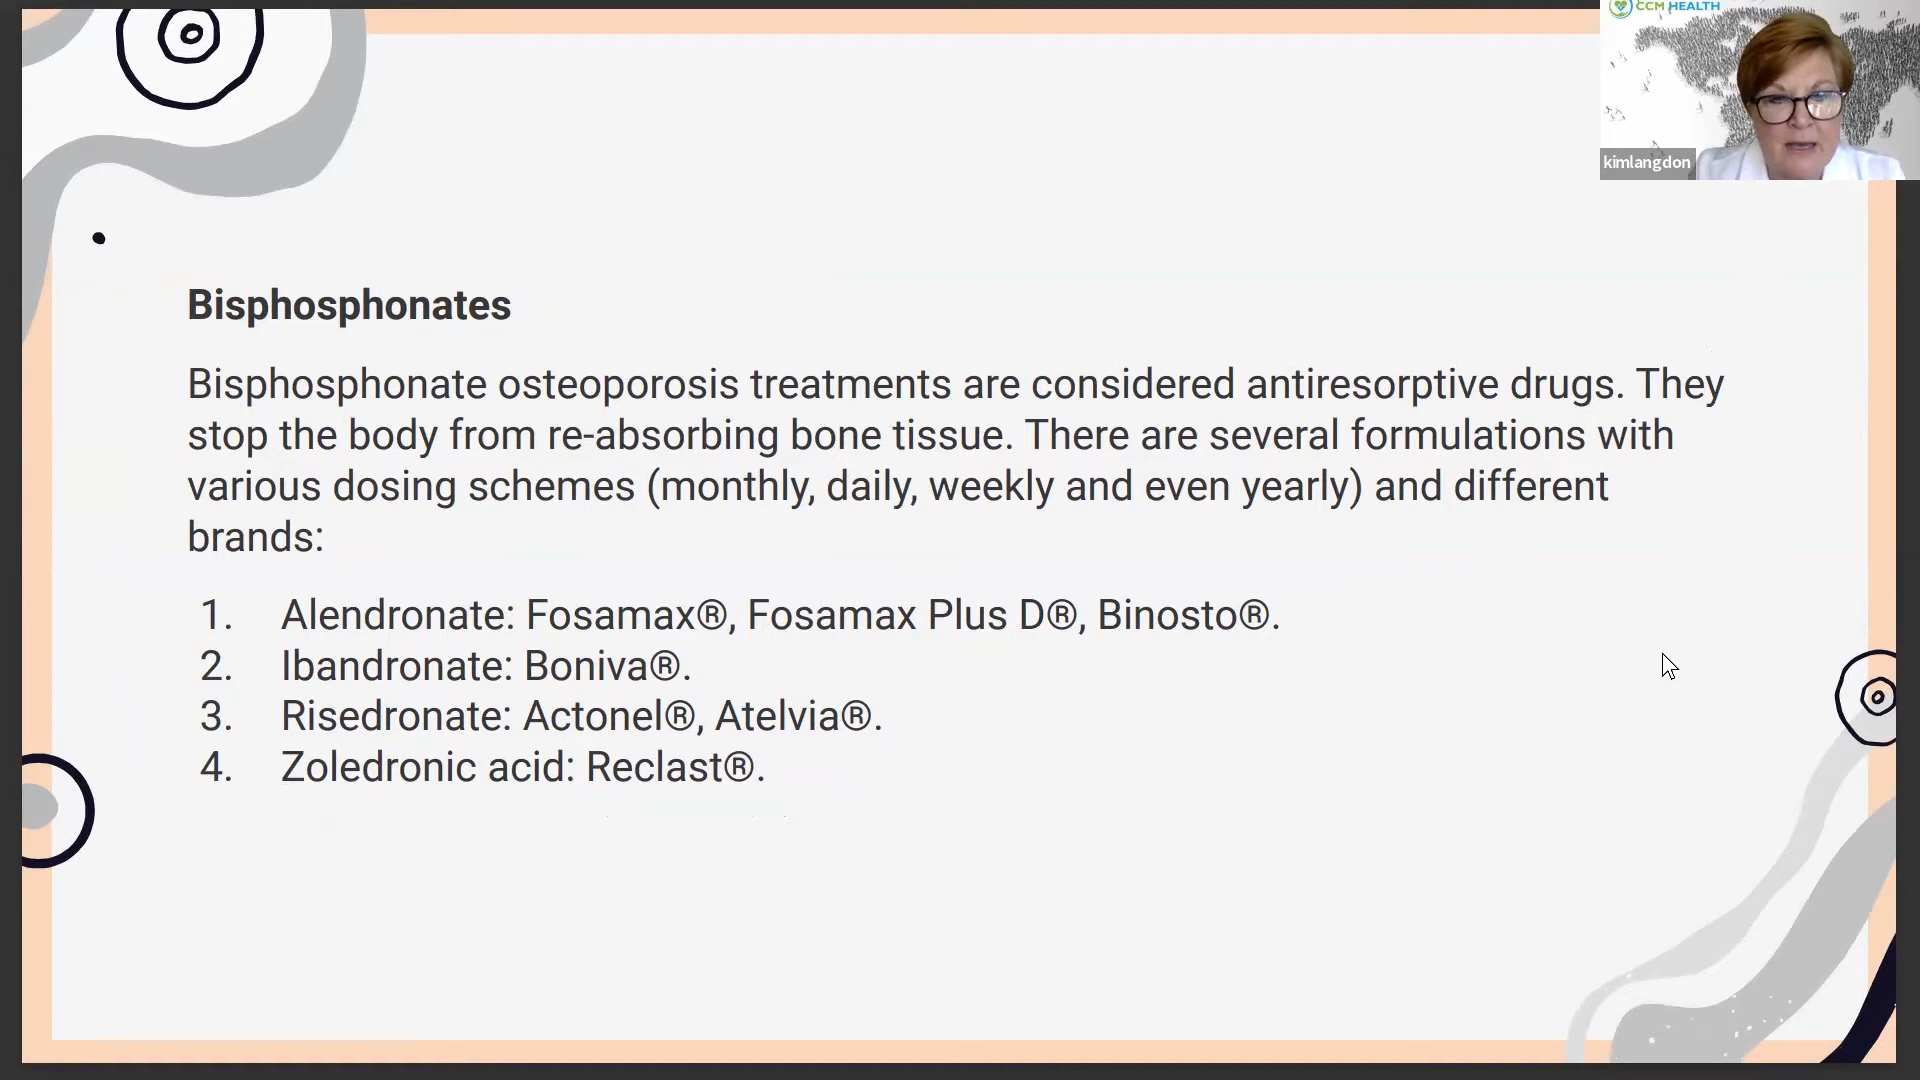 CCM HEALTH
kimlangdon
Bisphosphonates
Bisphosphonate osteoporosis treatments are considered antiresorptive drugs. They
stop the body from re-absorbing bone tissue. There are several formulations with
various dosing schemes (monthly, daily, weekly and even yearly) and different
brands:
1. Alendronate: Fosamax®, Fosamax Plus D®, Binosto®.
2. Ibandronate: Boniva®.
3. Risedronate: Actonel®, Atelvia®.
4. Zoledronic acid: Reclast®.